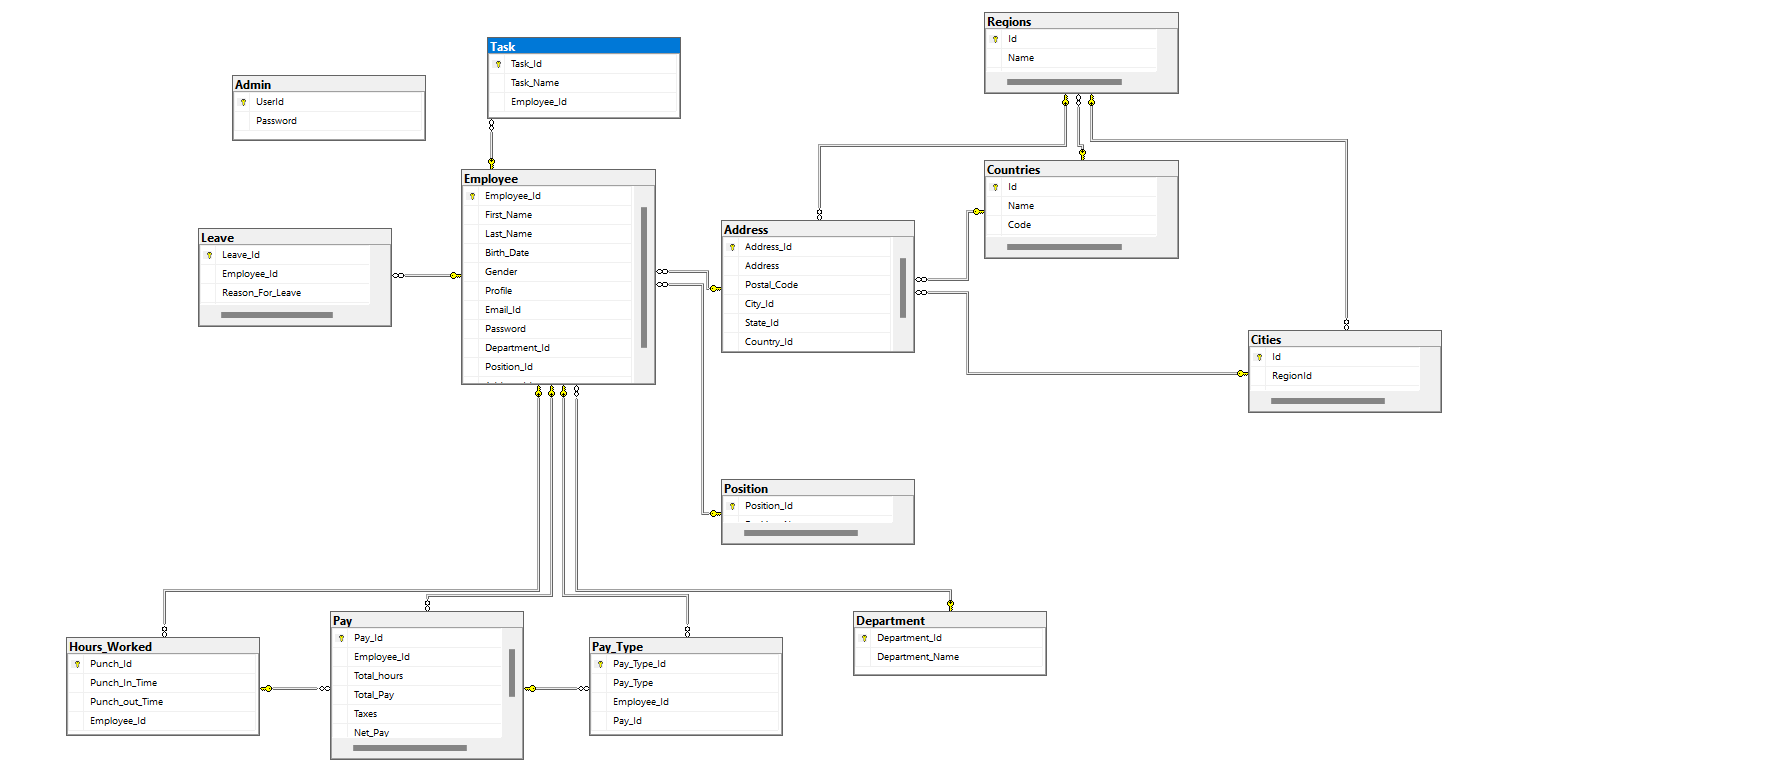 Regions
Id
Name
Task
Task_Id
Task_Name
Employee_Id
Admin
UserId
Password
Countries
Id
Name
Code
Employee
Employee_Id
First_Name
Last_Name
Birth_Date
Gender
Profile
Email_Id
Password
Department_Id
Position_Id
Leave
Leave_Id
Employee_Id
Reason_For_Leave
Address
Address_Id
Address
Postal_Code
City_Id
State_Id
Country_Id
Cities
Id
RegionId
Position
Position_Id
Hours_Worked
Punch_Id
Punch_In_Time
Punch_out_Time
Employee_Id
Pay
Pay_Id
Employee_Id
Total_hours
Total_Pay
Taxes
Net_Pay
Pay_Type
Pay_Type_Id
Pay_Type
Employee_Id
Pay_Id
Department
Department_Id
Department_Name